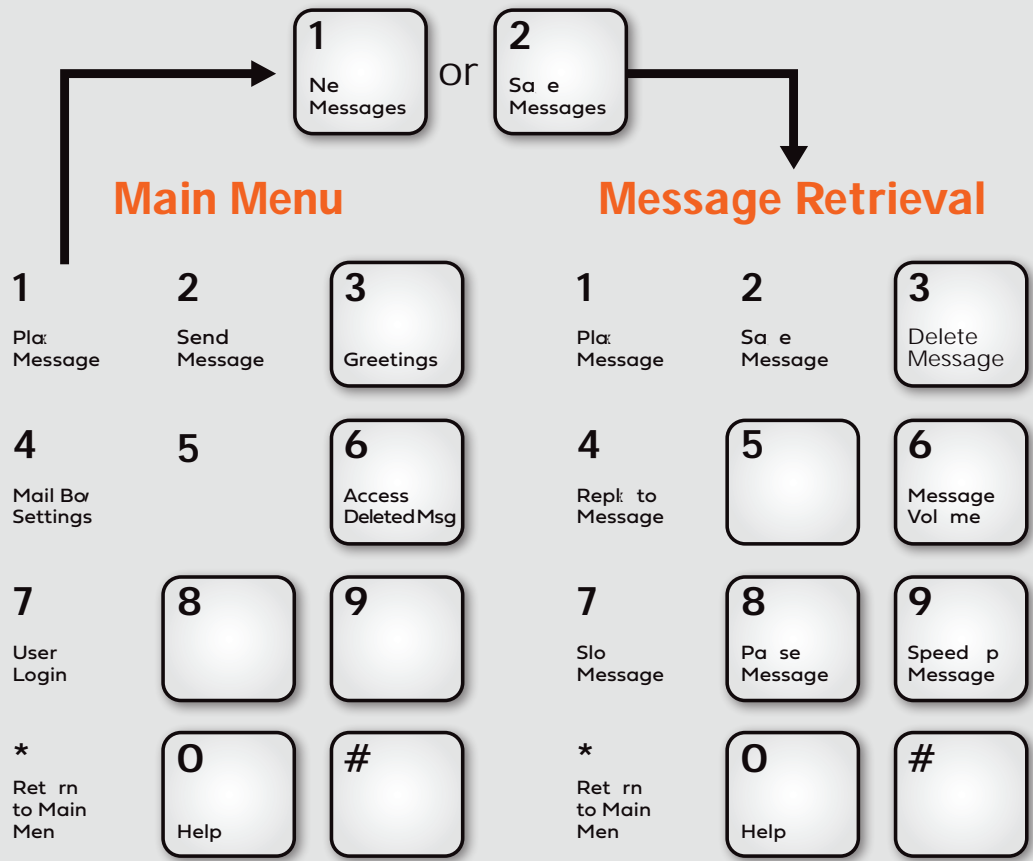 1
Ne
Messages
or
2
Sa e
Messages
Main Menu
1
Pla
Message
2
Send
Message
3
Greetings
4
Mail Bo
Settings
5
6
Access
Deleted Msg
7
User
Login
8
9
*
Ret rn
to Main
Men
0
Help
#
Message Retrieval
1
Pla
Message
2
Sa e
Message
3
Delete
Message
4
Repl to
Message
5
6
Message
Vol me
7
Slo
Message
8
Pa se
Message
9
Speed p
Message
*
Ret rn
to Main
Men
0
Help
#